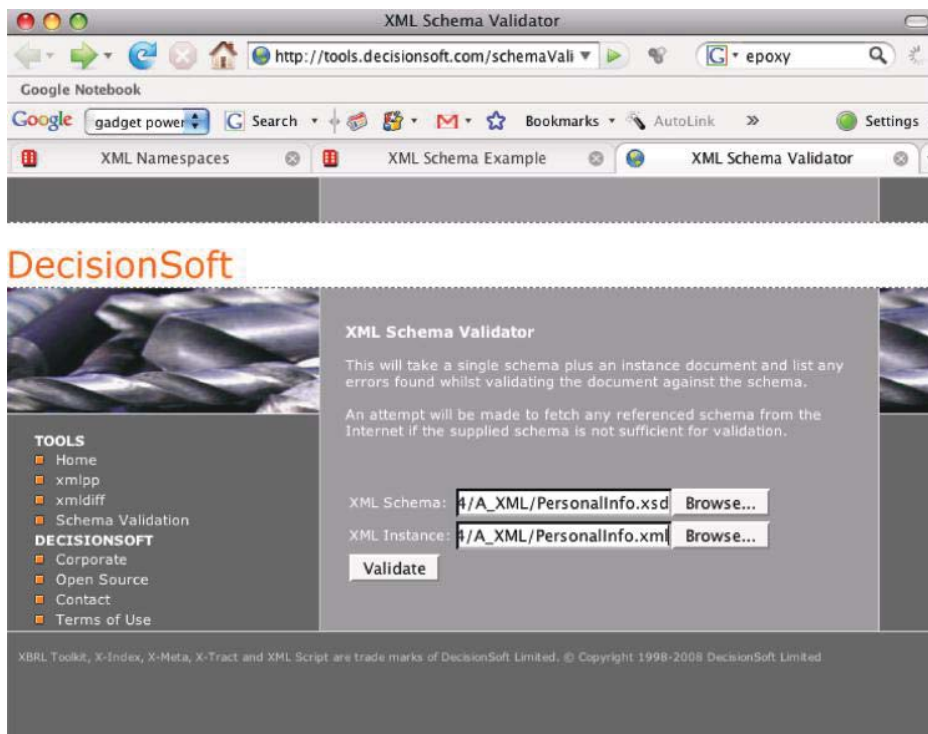 XML Schema Validator
http://tools.decisionsoft.com/schemaVali
G epoxy
Google Notebook
Google gadget power G Search Bookmarks AutoLink » Settings
XML Namespaces XML Schema Example XML Schema Validator
DecisionSoft
XML Schema Validator
This will take a single schema plus an instance document and list any
errors found whilst validating the document against the schema.
An attempt will be made to fetch any referenced schema from the
Internet if the supplied schema is not sufficient for validation.
TOOLS
Home
xmlpp
xmldiff
Schema Validation
DECISIONSOFT
Corporate
Open Source
Contact
Terms of Use
XML Schema: 4/A_XML/PersonalInfo.xsd Browse...
XML Instance: 4/A_XML/PersonalInfo.xml Browse...
Validate
XBRL Toolkit, X-Index, X-Meta, X-Tract and XML Script are trade marks of DecisionSoft Limited. © Copyright 1998-2008 DecisionSoft Limited